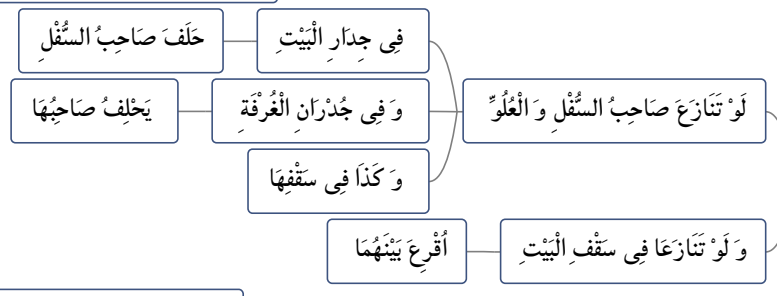 لَوْ تَنَازَعَ صَاحِبُ السُّفْلِ وَ الْعُلُوِّ
فِی جِدَارِ الْبَيْتِ
حَلَفَ صَاحِبُ السُّفْلِ
وَ فِی جُدْرَانِ الْغُرْفَةِ
يَحْلِفُ صَاحِبُهَا
وَ كَذَا فِی سَقْفِهَا
وَ لَوْ تَنَازَعَا فِی سَقْفِ الْبَيْتِ
اُقْرِعَ بَيْنَهُمَا